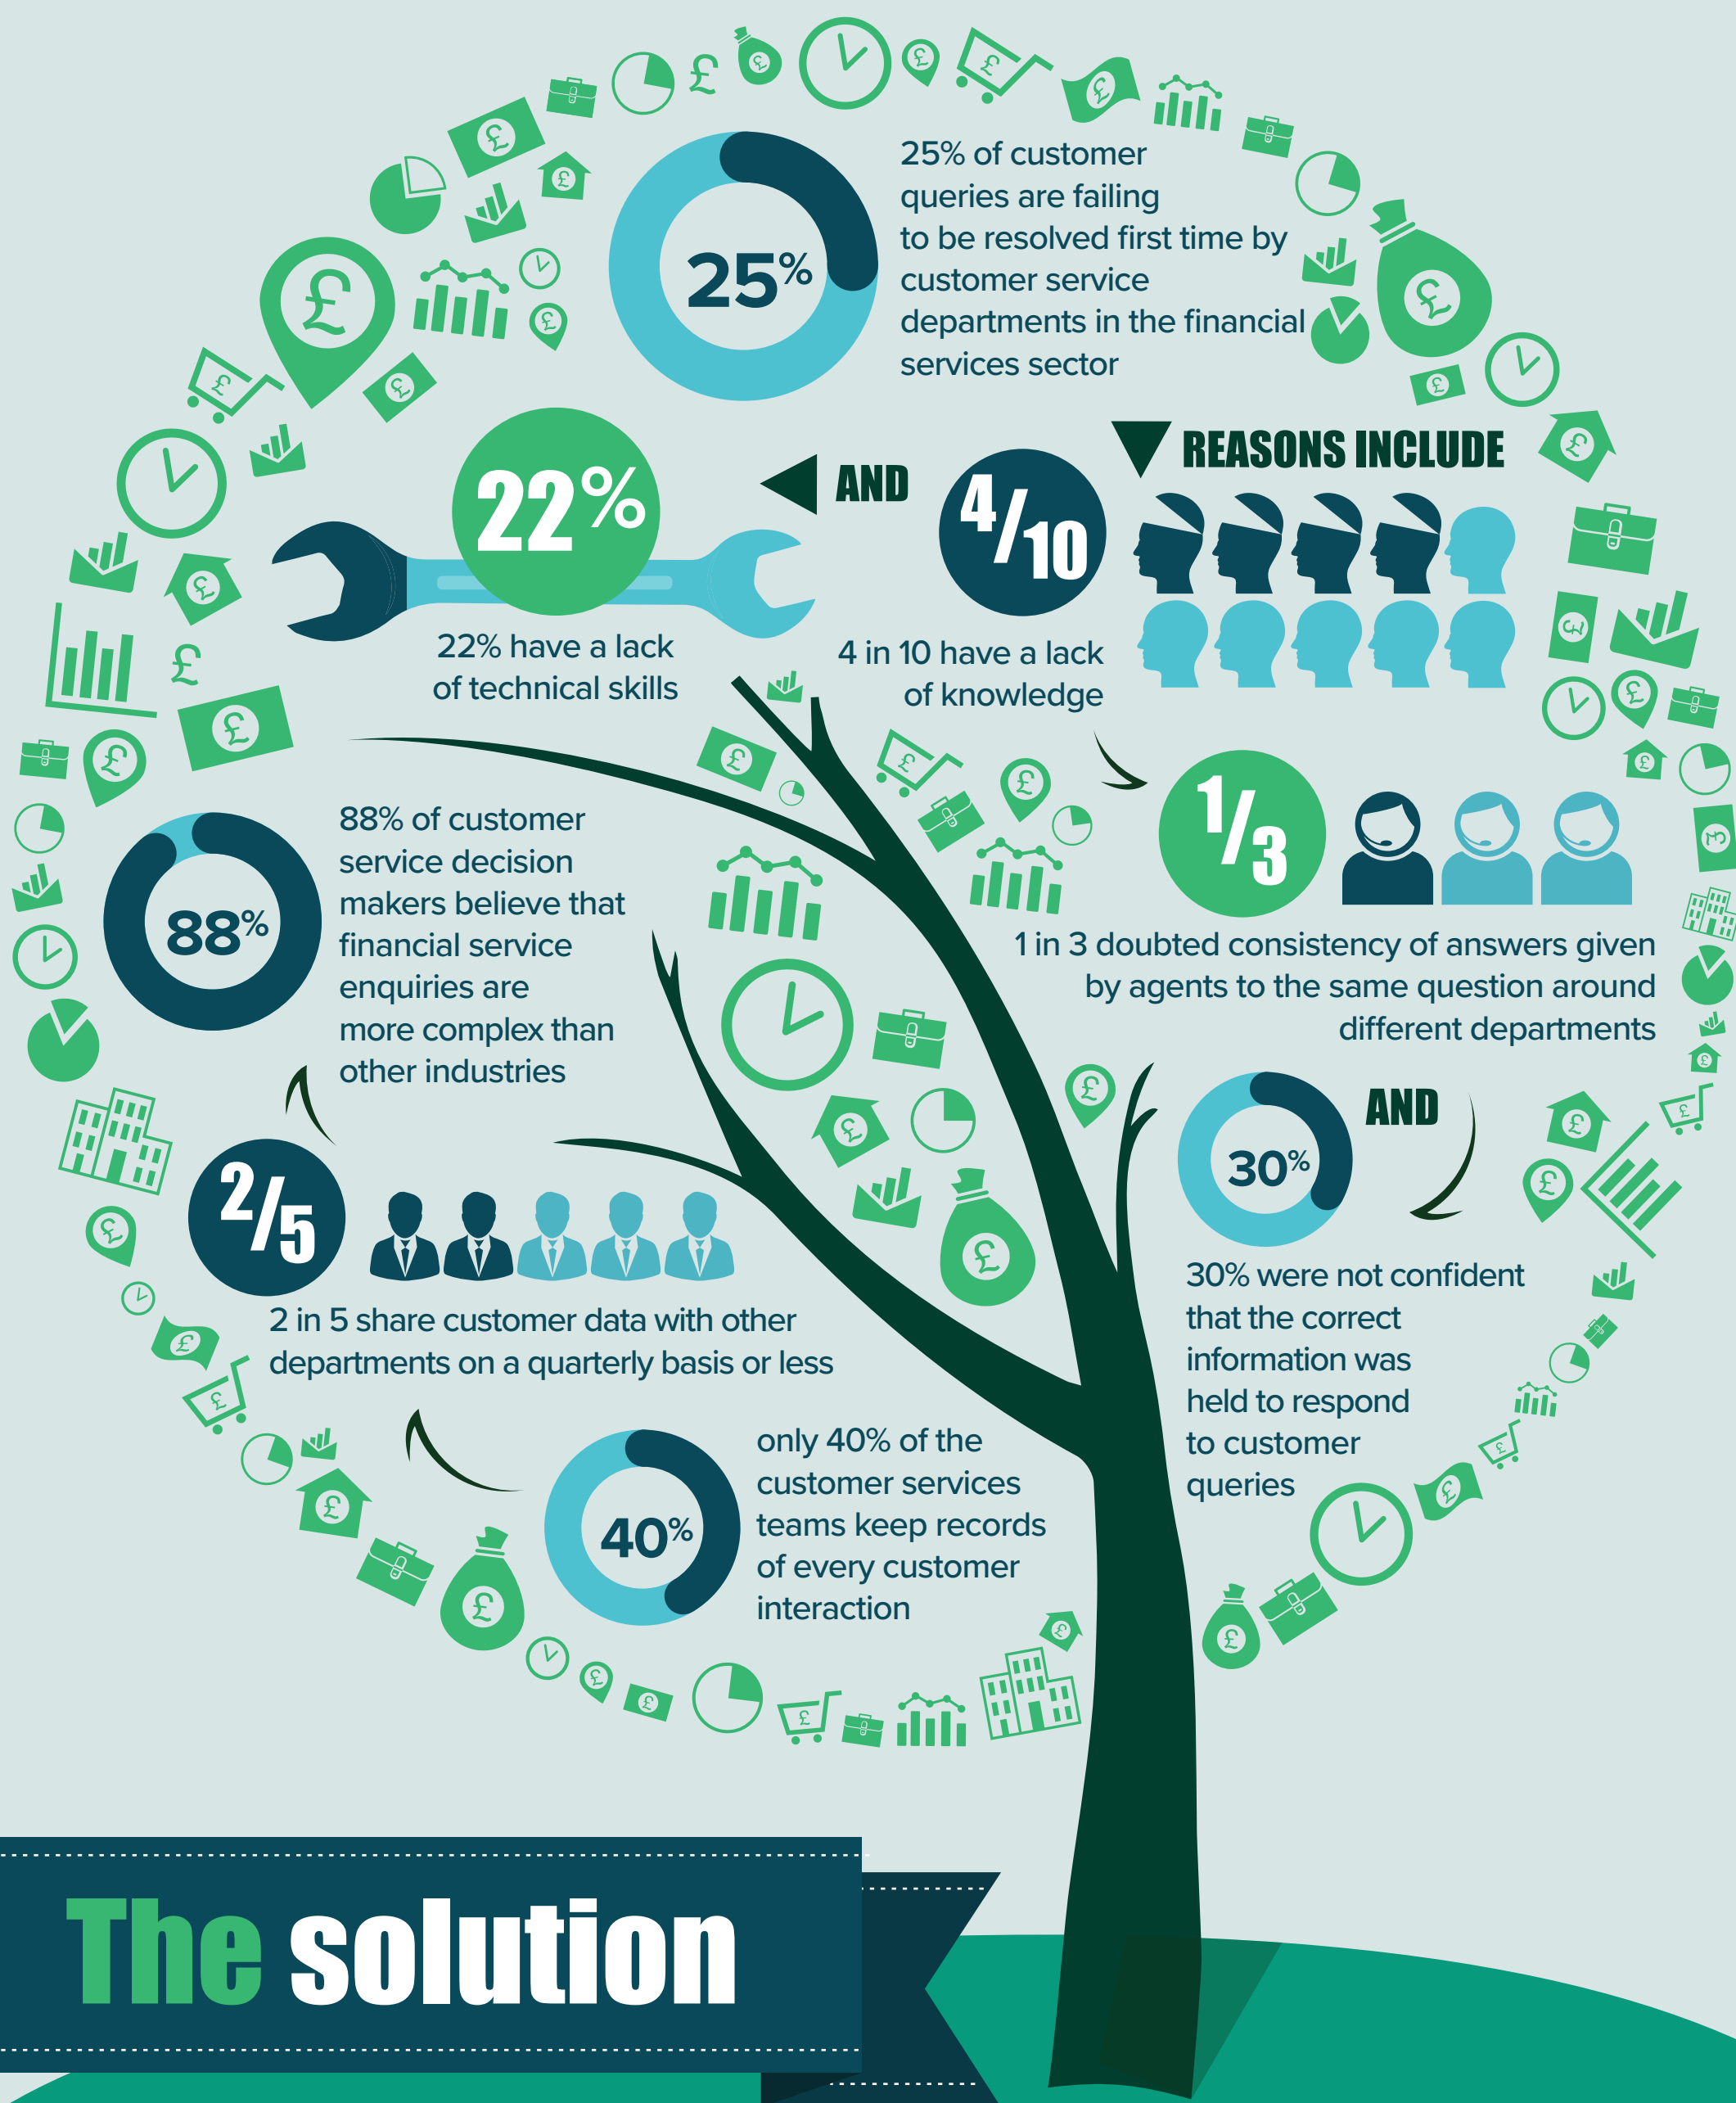 25%
25% of customer
queries are failing
to be resolved first time by
customer service
departments in the financial
services sector
REASONS INCLUDE
4/10
4 in 10 have a lack
of knowledge
AND
22%
22% have a lack
of technical skills
1/3
1 in 3 doubted consistency of answers given
by agents to the same question around
different departments
AND
30%
30% were not confident
that the correct
information was
held to respond
to customer
queries
88%
88% of customer
service decision
makers believe that
financial service
enquiries are
more complex than
other industries
2/5
2 in 5 share customer data with other
departments on a quarterly basis or less
40%
only 40% of the
customer services
teams keep records
of every customer
interaction
The solution